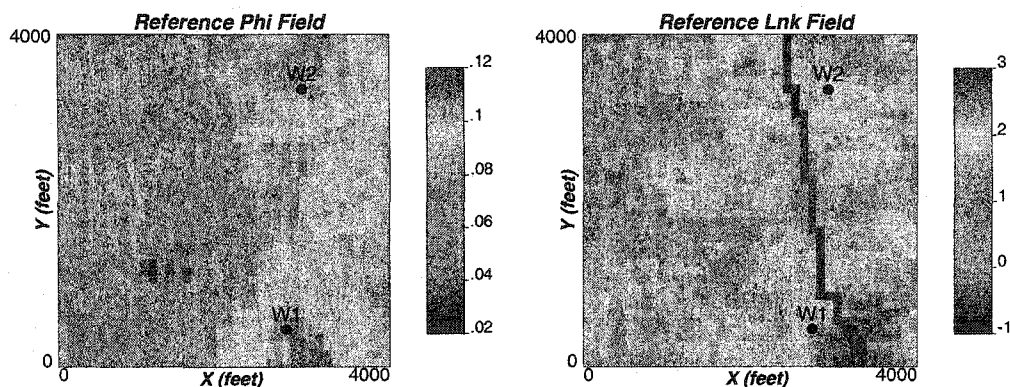 Reference Phi Field
4000
W2
W1
0
Y (feet)
0
X (feet)
4000
.12
.1
.08
.06
.04
.02
Reference Lnk Field
4000
W2
W1
0
Y (feet)
0
X (feet)
4000
3
.2
.1
.0
-1